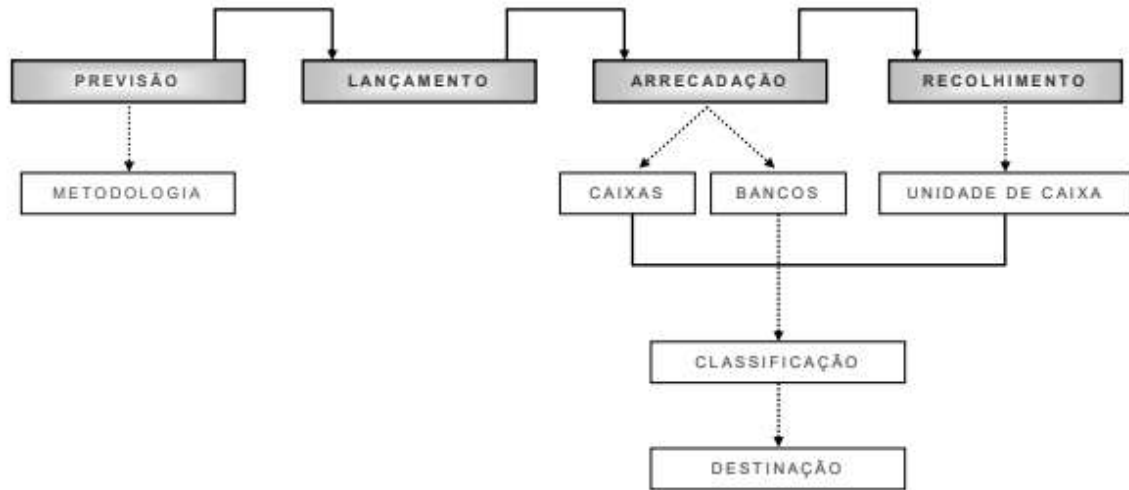 PREVISÃO
LANÇAMENTO
ARRECADAÇÃO
RECOLHIMENTO
METODOLOGIA
CAIXAS
BANCOS
UNIDADE DE CAIXA
CLASSIFICAÇÃO
DESTINAÇÃO